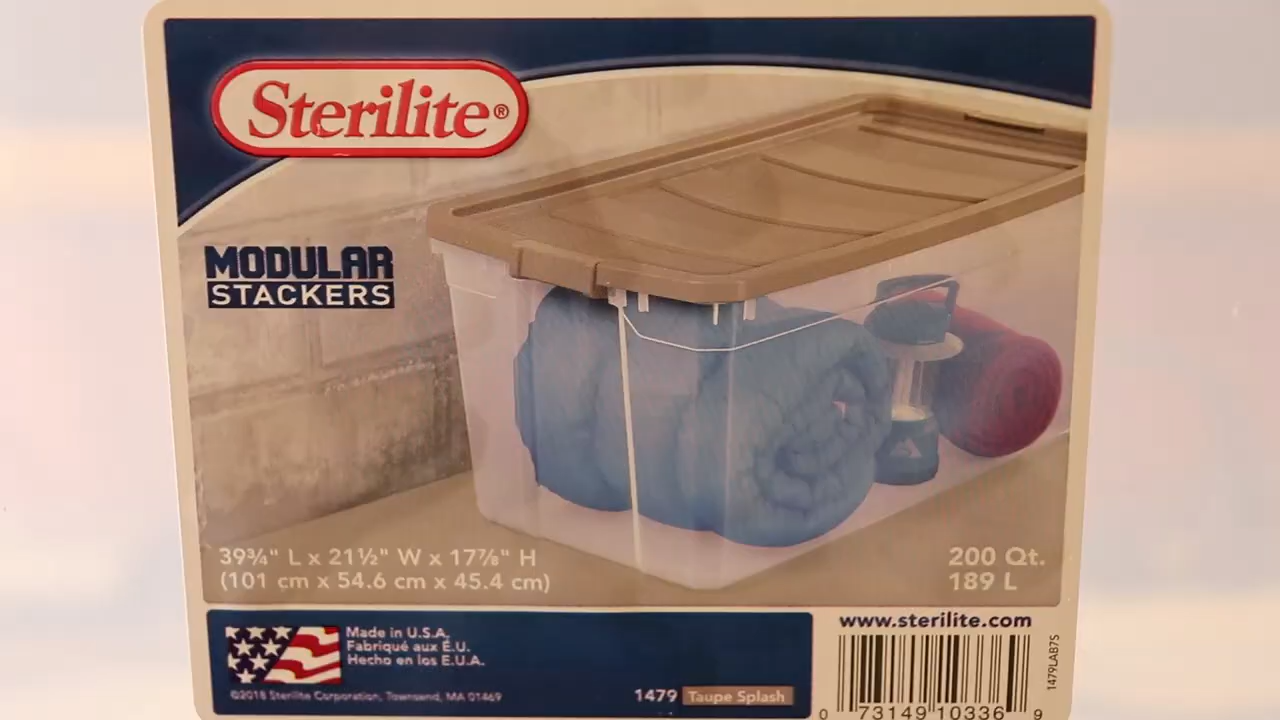 Sterilite®
MODULAR
STACKERS
39¾" L x 21½" W x 17⅞" H
(101 cm x 54.6 cm x 45.4 cm)
200 Qt.
189 L
Made in U.S.A.
Fabriqué aux É.U.
Hecho en los E.U.A.
©2018 Sterilite Corporation, Townsend, MA 01469
1479 Taupe Splash
www.sterilite.com
1479LAB7S
0 73149 10336 9